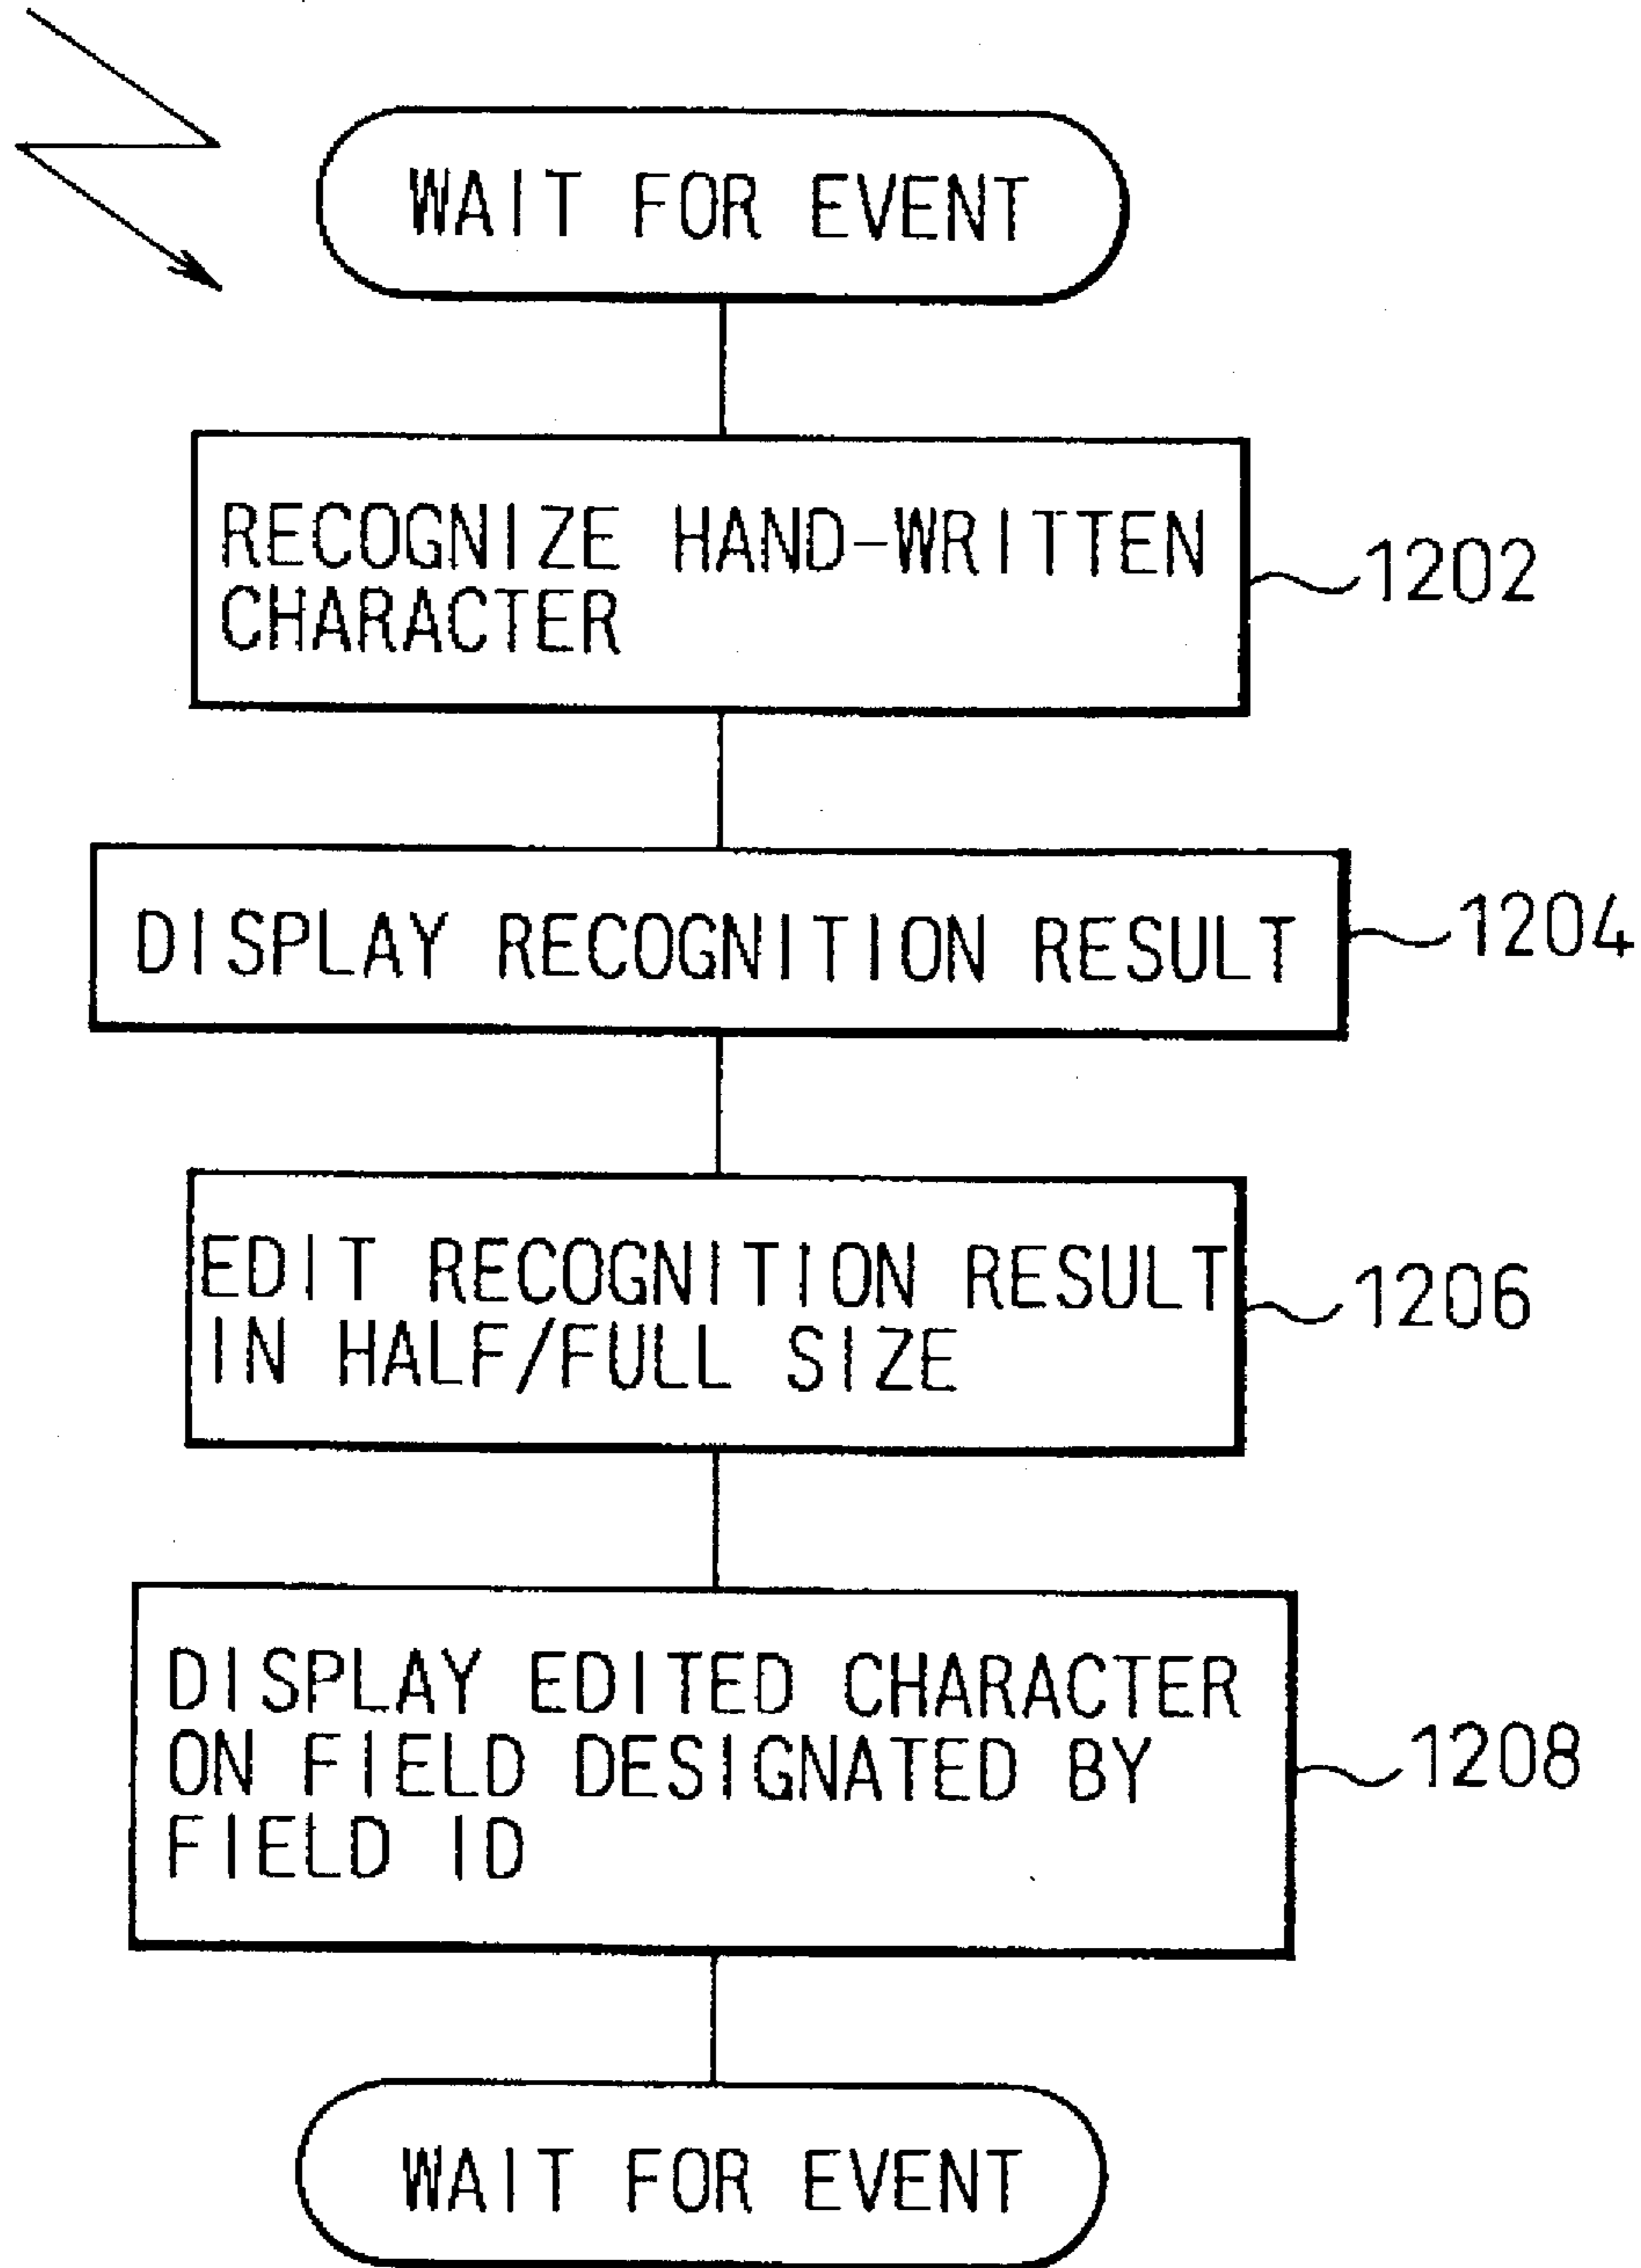 WAIT FOR EVENT
RECOGNIZE HAND-WRITTEN
CHARACTER
1202
DISPLAY RECOGNITION RESULT
1204
EDIT RECOGNITION RESULT
IN HALF/FULL SIZE
1206
DISPLAY EDITED CHARACTER
ON FIELD DESIGNATED BY
FIELD ID
1208
WAIT FOR EVENT